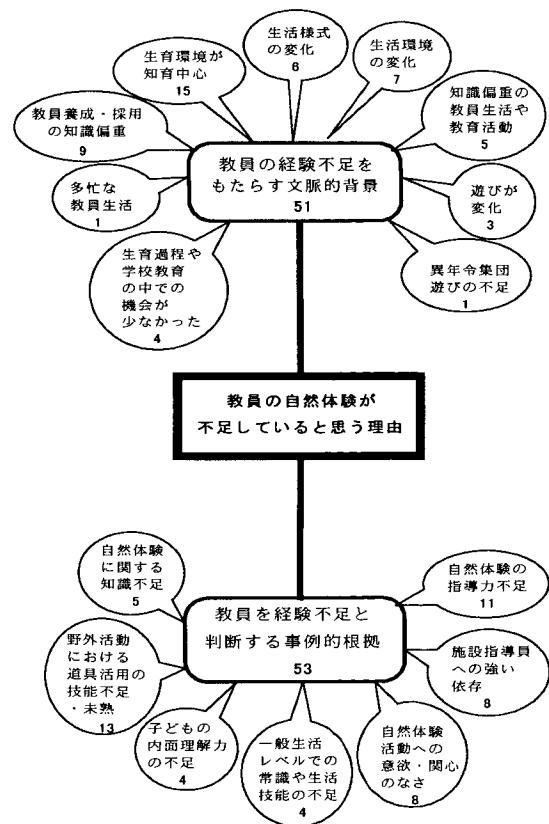 生活様式
の変化
6
生活環境
の変化
7
生育環境が
知育中心
15
知識偏重の
教員生活や
教育活動
5
教員養成・採用
の知識偏重
9
教員の経験不足を
もたらす文脈的背景
51
多忙な
教員生活
1
遊びが
変化
3
生育過程や
学校教育
の中での
機会が
少なかった
4
異年令集団
遊びの不足
1
教員の自然体験が
不足していると思う理由
自然体験
に関する
知識不足
5
自然体験の
指導力不足
11
教員を経験不足と
判断する事例的根拠
53
野外活動
における
道具活用の
技能不足
・未熟
13
施設指導員
への強い
依存
8
子どもの
内面理解力
の不足
4
一般生活
レベルでの
常識や生活
技能の不足
4
自然体験
活動への
意欲・関心
のなさ
8